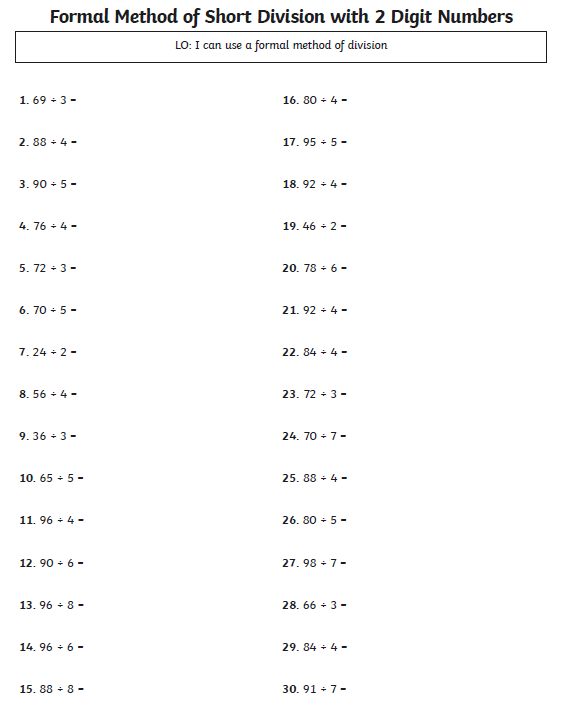 Formal Method of Short Division with 2 Digit Numbers
LO: I can use a formal method of division
1. 69 ÷ 3 =
2. 88 ÷ 4 =
3. 90 ÷ 5 =
4. 76 ÷ 4 =
5. 72 ÷ 3 =
6. 70 ÷ 5 =
7. 24 ÷ 2 =
8. 56 ÷ 4 =
9. 36 ÷ 3 =
10. 65 ÷ 5 =
11. 96 ÷ 4 =
12. 90 ÷ 6 =
13. 96 ÷ 8 =
14. 96 ÷ 6 =
15. 88 ÷ 8 =
16. 80 ÷ 4 =
17. 95 ÷ 5 =
18. 92 ÷ 4 =
19. 46 ÷ 2 =
20. 78 ÷ 6 =
21. 92 ÷ 4 =
22. 84 ÷ 4 =
23. 72 ÷ 3 =
24. 70 ÷ 7 =
25. 88 ÷ 4 =
26. 80 ÷ 5 =
27. 98 ÷ 7 =
28. 66 ÷ 3 =
29. 84 ÷ 4 =
30. 91 ÷ 7 =